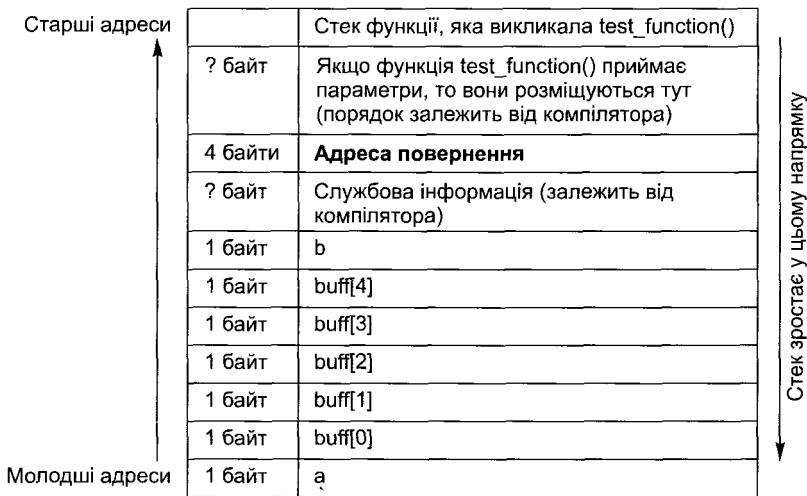 Старші адреси
Стек функції, яка викликала test_function()
? байт
Якщо функція test_function() приймає
параметри, то вони розміщуються тут
(порядок залежить від компілятора)
4 байти
Адреса повернення
? байт
Службова інформація (залежить від
компілятора)
1 байт
b
1 байт
buff[4]
1 байт
buff[3]
1 байт
buff[2]
1 байт
buff[1]
1 байт
buff[0]
Молодші адреси
1 байт
a
Стек зростає у цьому напрямку